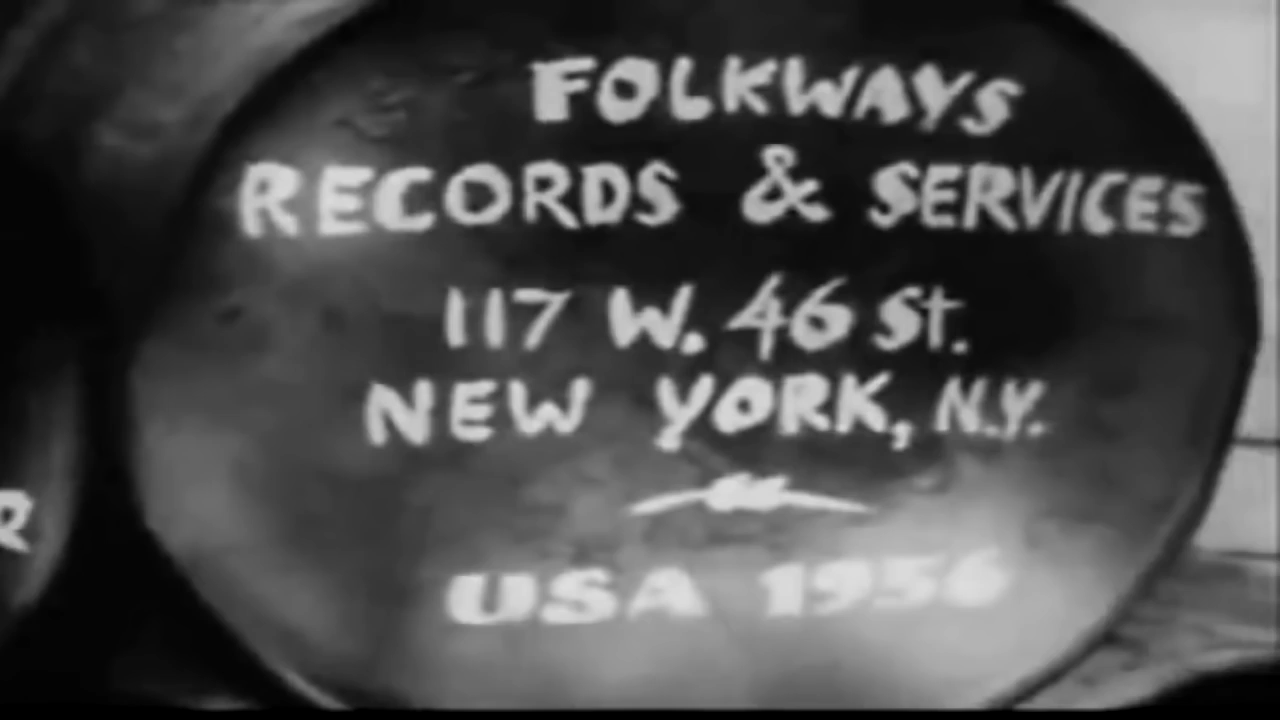 FOLKWAYS
RECORDS & SERVICES
117 W. 46 St.
NEW YORK, N.Y.
USA 1956
R